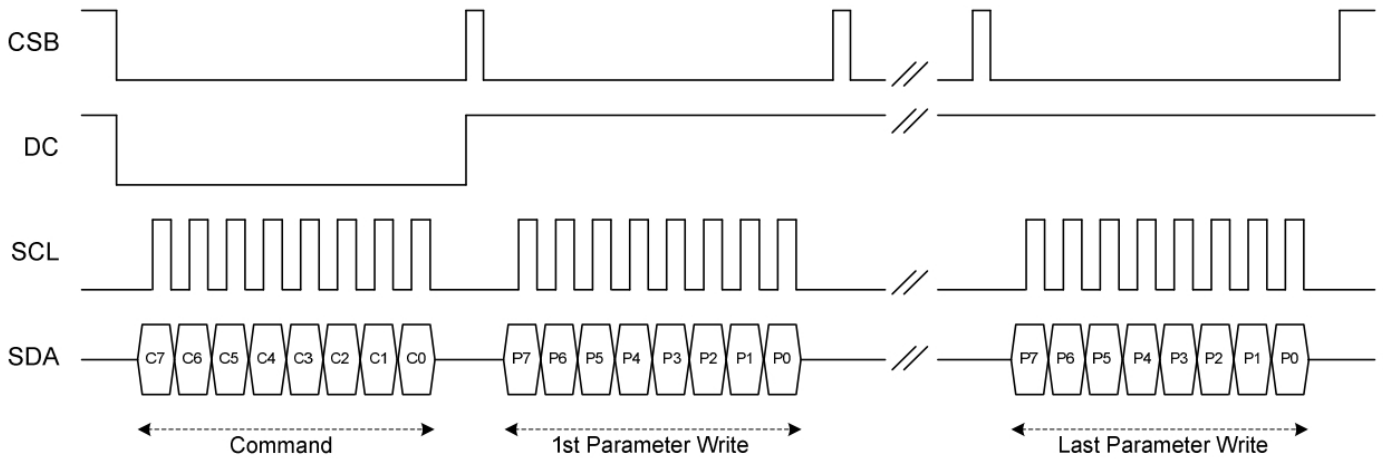 CSB
DC
SCL
SDA
C7 C6 C5 C4 C3 C2 C1 C0 P7 P6 P5 P4 P3 P2 P1 P0 P7 P6 P5 P4 P3 P2 P1 P0
Command 1st Parameter Write Last Parameter Write